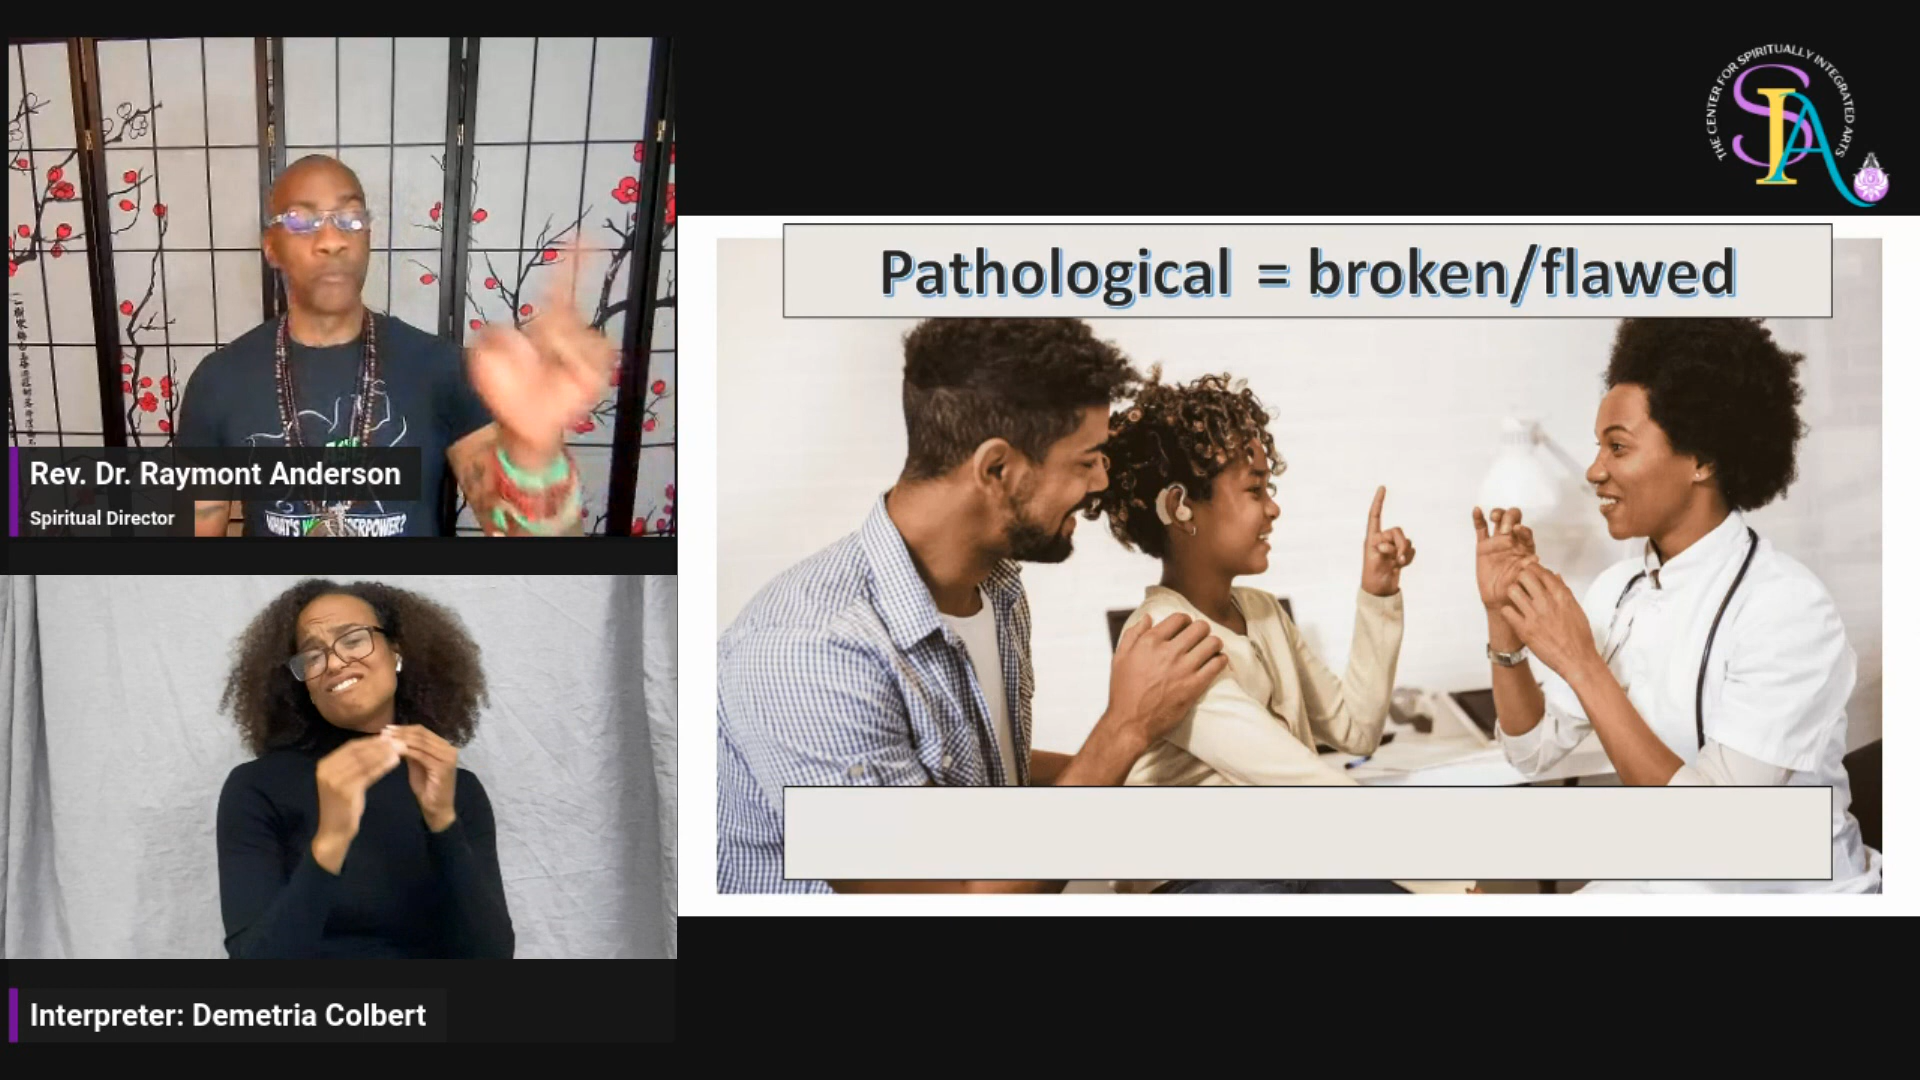 THE CENTER FOR SPIRITUALLY INTEGRATED ARTS
SIA
Pathological = broken/flawed
Rev. Dr. Raymont Anderson
Spiritual Director
WHAT'S
Interpreter: Demetria Colbert